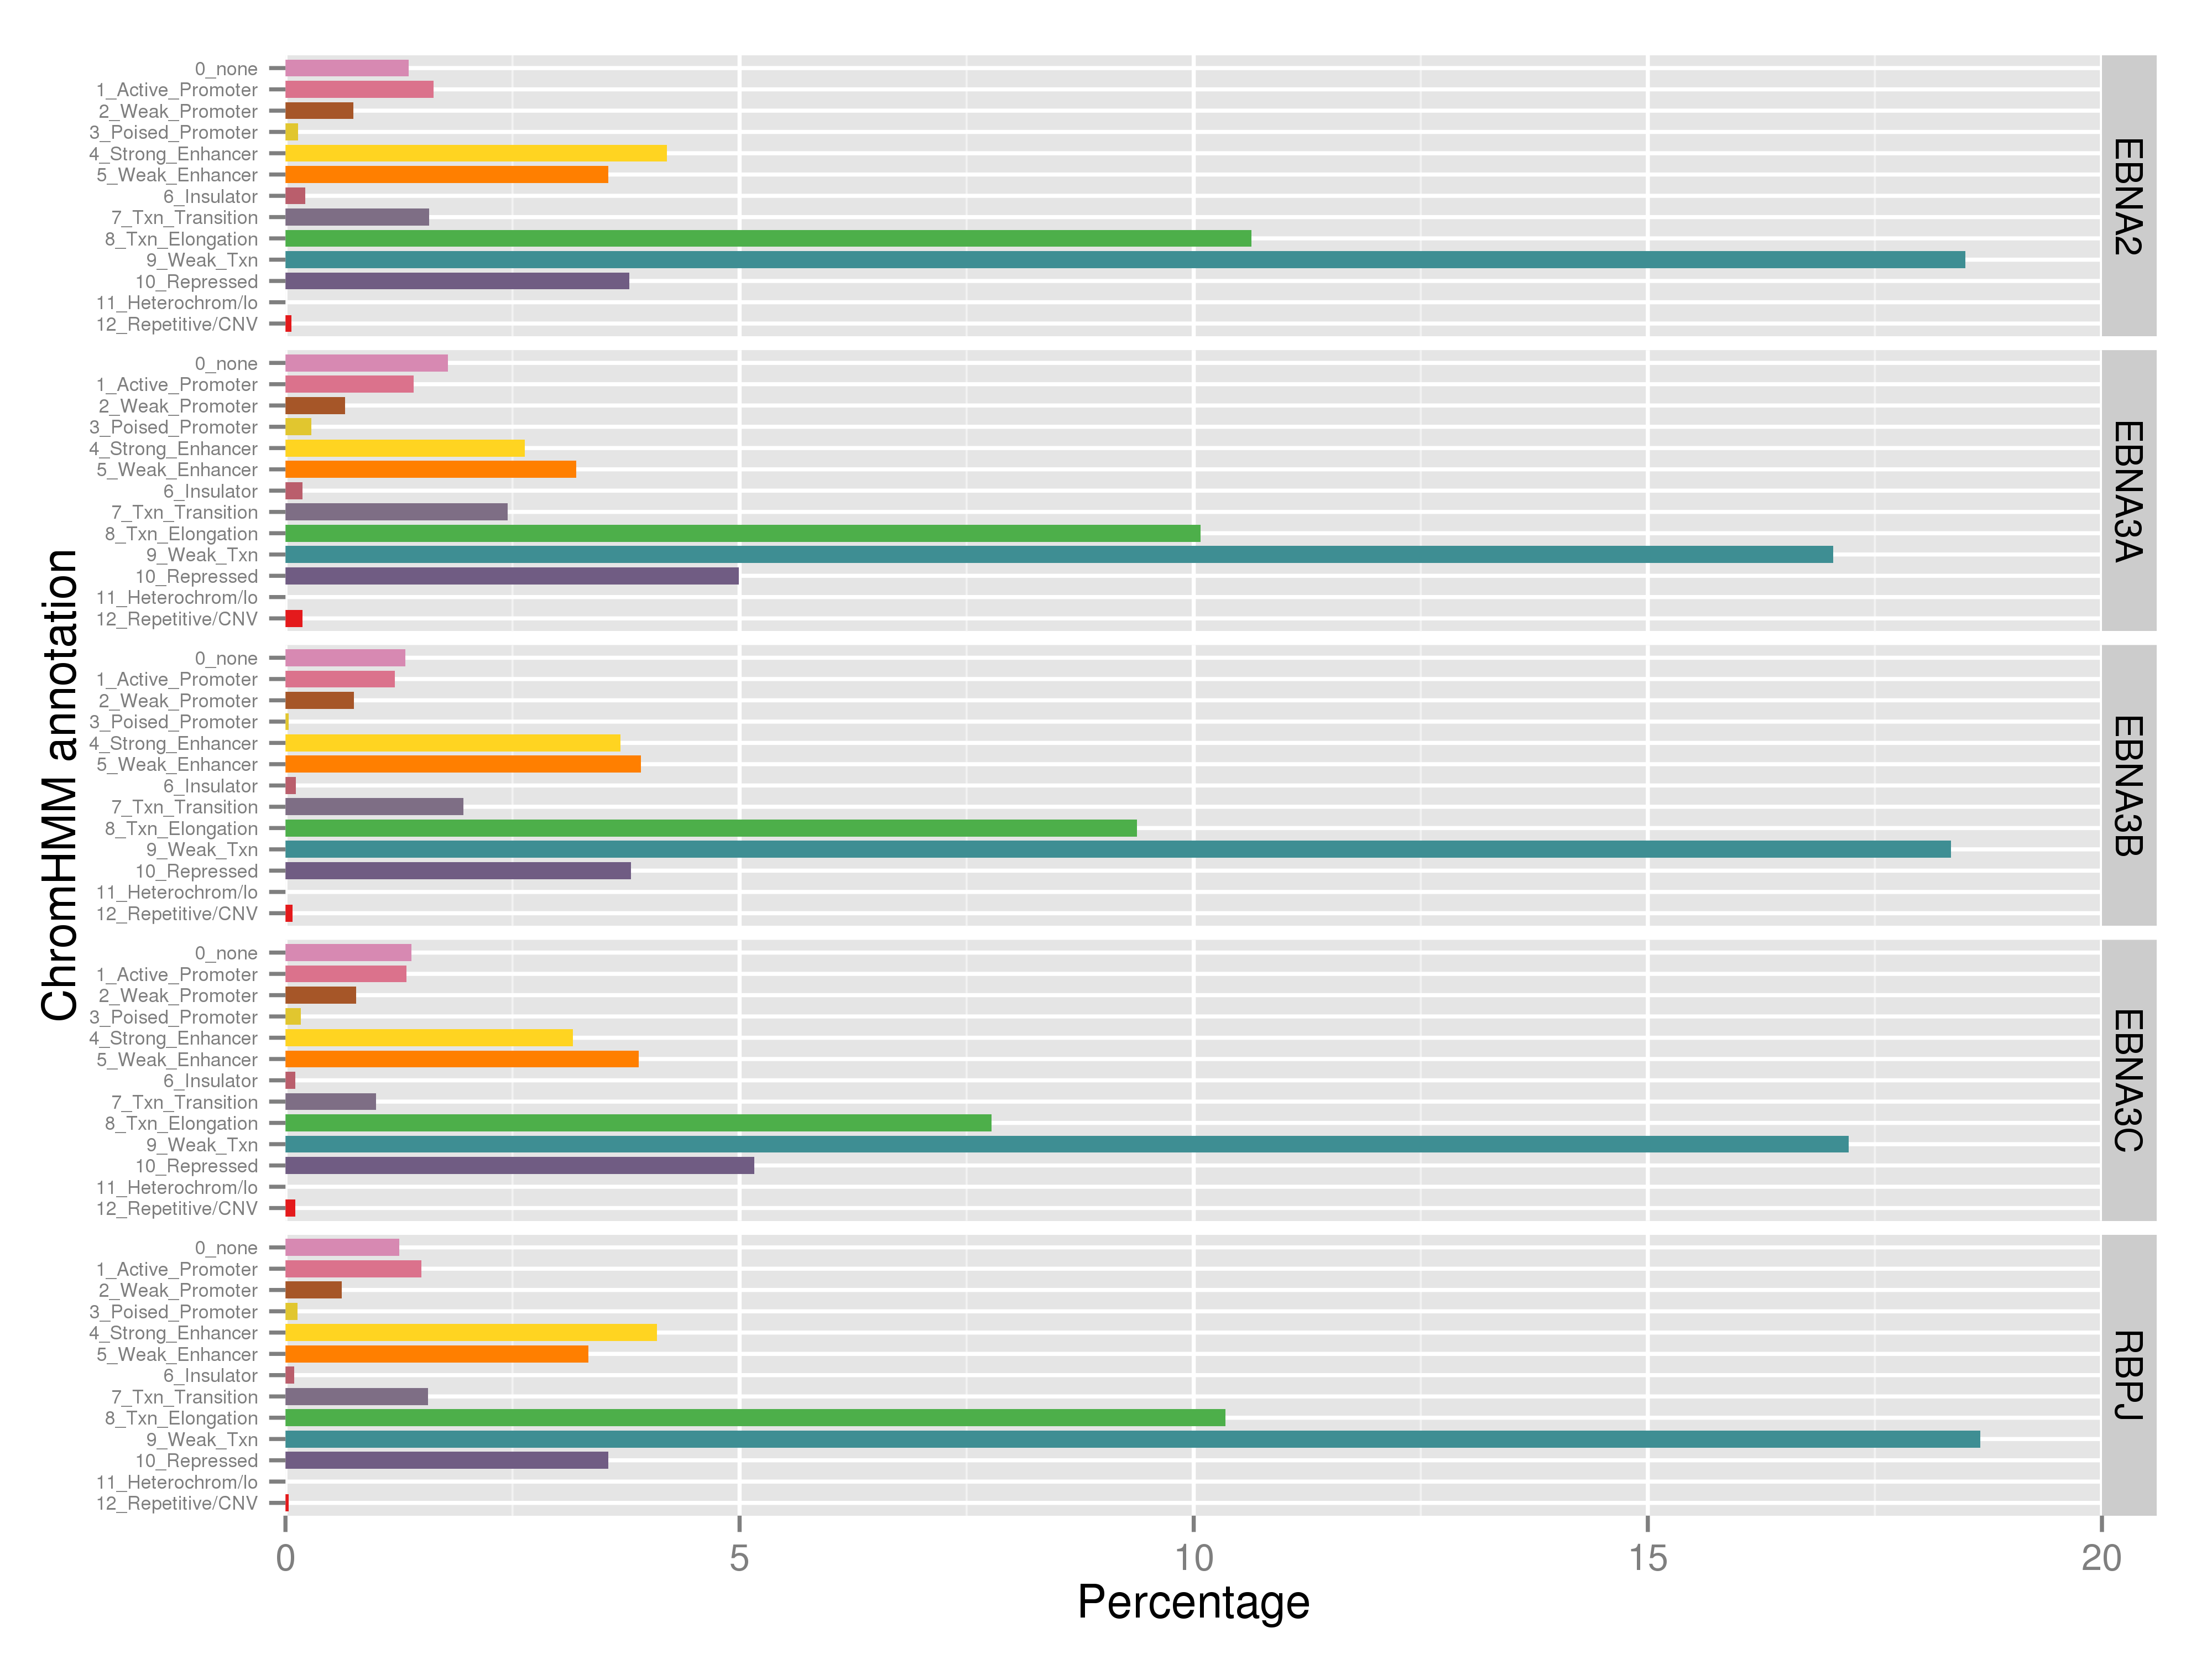 ChromHMM annotation
0_none
1_Active_Promoter
2_Weak_Promoter
3_Poised_Promoter
4_Strong_Enhancer
5_Weak_Enhancer
6_Insulator
7_Txn_Transition
8_Txn_Elongation
9_Weak_Txn
10_Repressed
11_Heterochrom/lo
12_Repetitive/CNV
EBNA2
0_none
1_Active_Promoter
2_Weak_Promoter
3_Poised_Promoter
4_Strong_Enhancer
5_Weak_Enhancer
6_Insulator
7_Txn_Transition
8_Txn_Elongation
9_Weak_Txn
10_Repressed
11_Heterochrom/lo
12_Repetitive/CNV
EBNA3A
0_none
1_Active_Promoter
2_Weak_Promoter
3_Poised_Promoter
4_Strong_Enhancer
5_Weak_Enhancer
6_Insulator
7_Txn_Transition
8_Txn_Elongation
9_Weak_Txn
10_Repressed
11_Heterochrom/lo
12_Repetitive/CNV
EBNA3B
0_none
1_Active_Promoter
2_Weak_Promoter
3_Poised_Promoter
4_Strong_Enhancer
5_Weak_Enhancer
6_Insulator
7_Txn_Transition
8_Txn_Elongation
9_Weak_Txn
10_Repressed
11_Heterochrom/lo
12_Repetitive/CNV
EBNA3C
0_none
1_Active_Promoter
2_Weak_Promoter
3_Poised_Promoter
4_Strong_Enhancer
5_Weak_Enhancer
6_Insulator
7_Txn_Transition
8_Txn_Elongation
9_Weak_Txn
10_Repressed
11_Heterochrom/lo
12_Repetitive/CNV
RBPJ
0 5 10 15 20
Percentage